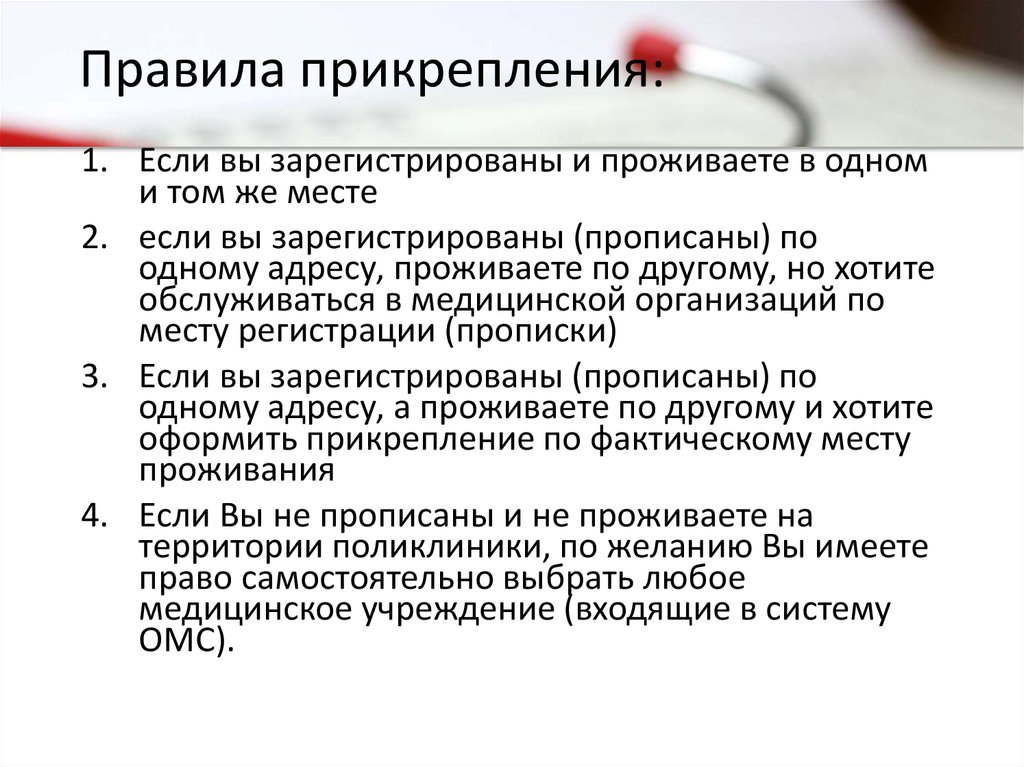 Правила прикрепления:
1. Если вы зарегистрированы и проживаете в одном
и том же месте
2. если вы зарегистрированы (прописаны) по
одному адресу, проживаете по другому, но хотите
обслуживаться в медицинской организаций по
месту регистрации (прописки)
3. Если вы зарегистрированы (прописаны) по
одному адресу, а проживаете по другому и хотите
оформить прикрепление по фактическому месту
проживания
4. Если Вы не прописаны и не проживаете на
территории поликлиники, по желанию Вы имеете
право самостоятельно выбрать любое
медицинское учреждение (входящие в систему
ОМС).